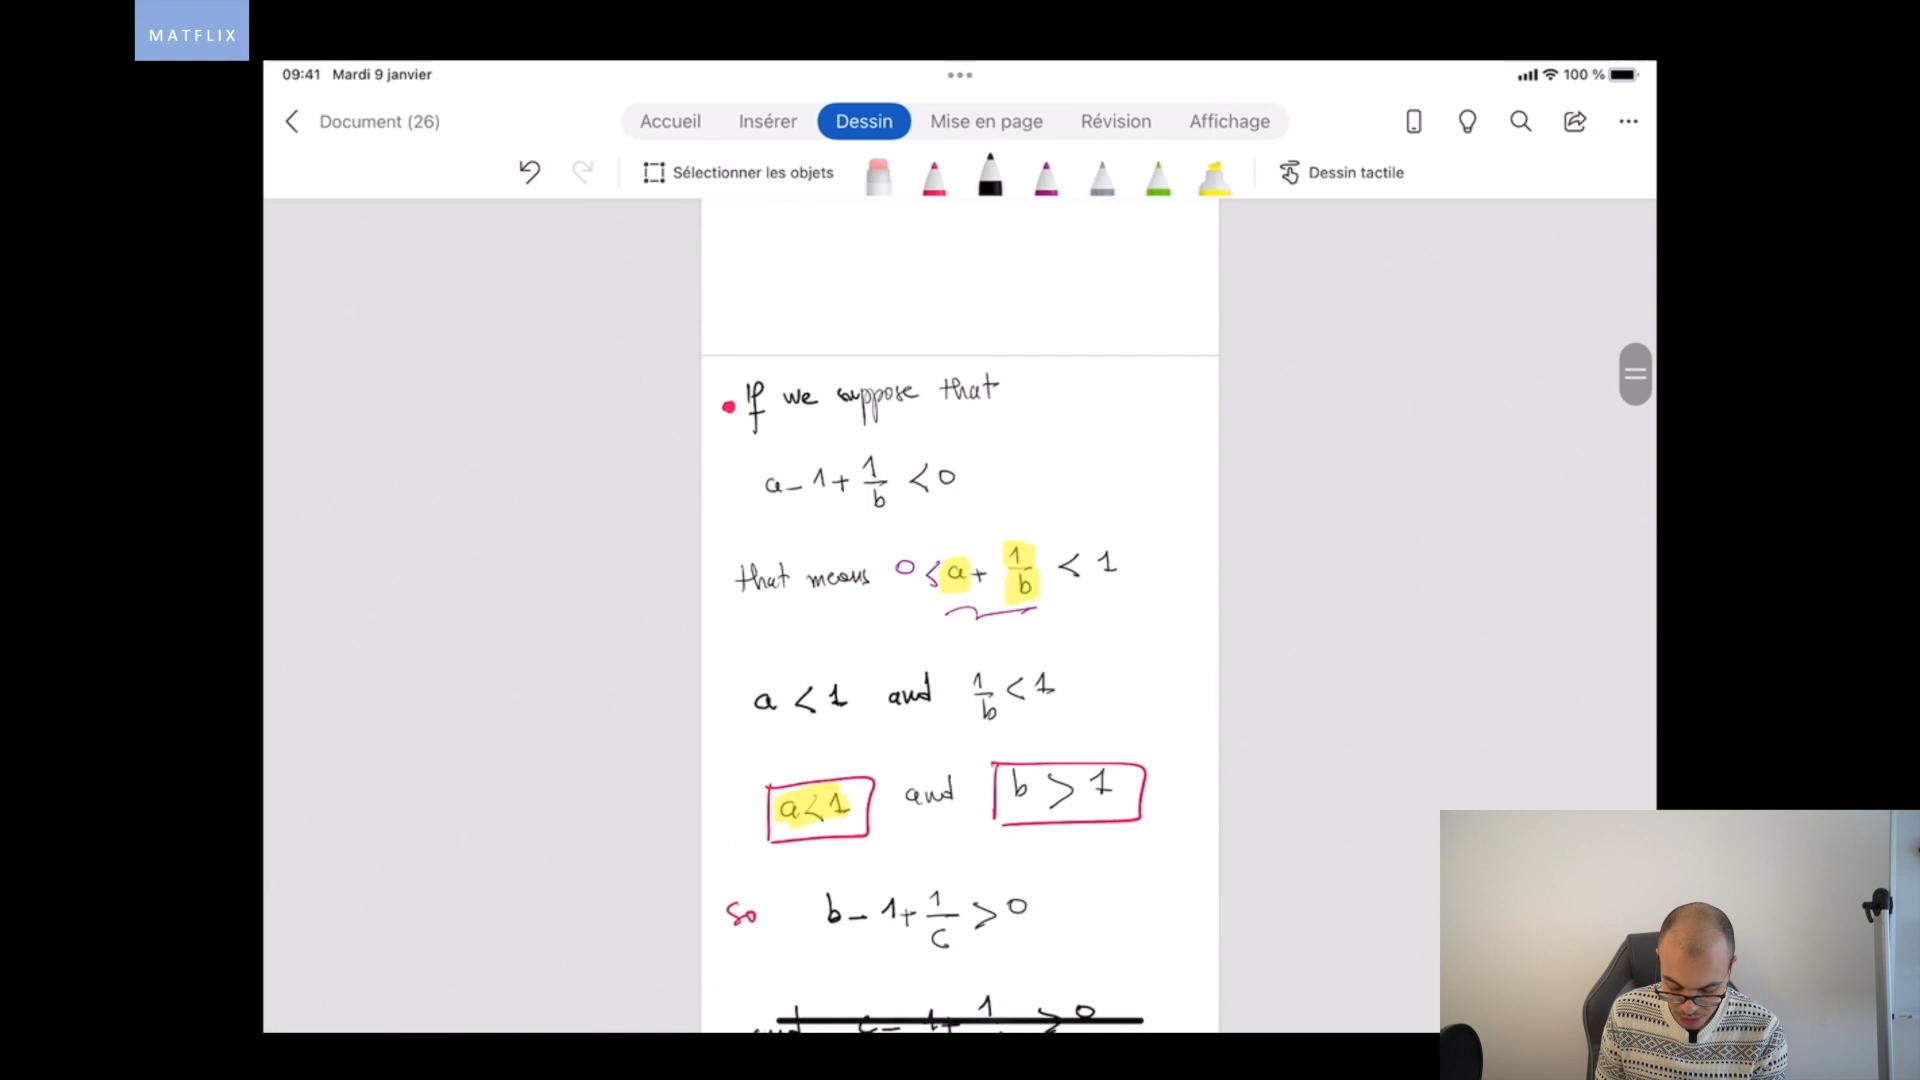 MATFLIX
09:41 Mardi 9 janvier
100 %
Document (26)
Accueil Insérer Dessin Mise en page Révision Affichage
Sélectionner les objets
Dessin tactile
If we suppose that
a - 1 + 1/b < 0
that means 0 ≤ a + 1/b < 1
a < 1 and 1/b < 1
a < 1 and b > 1
So b - 1 + 1/c > 0